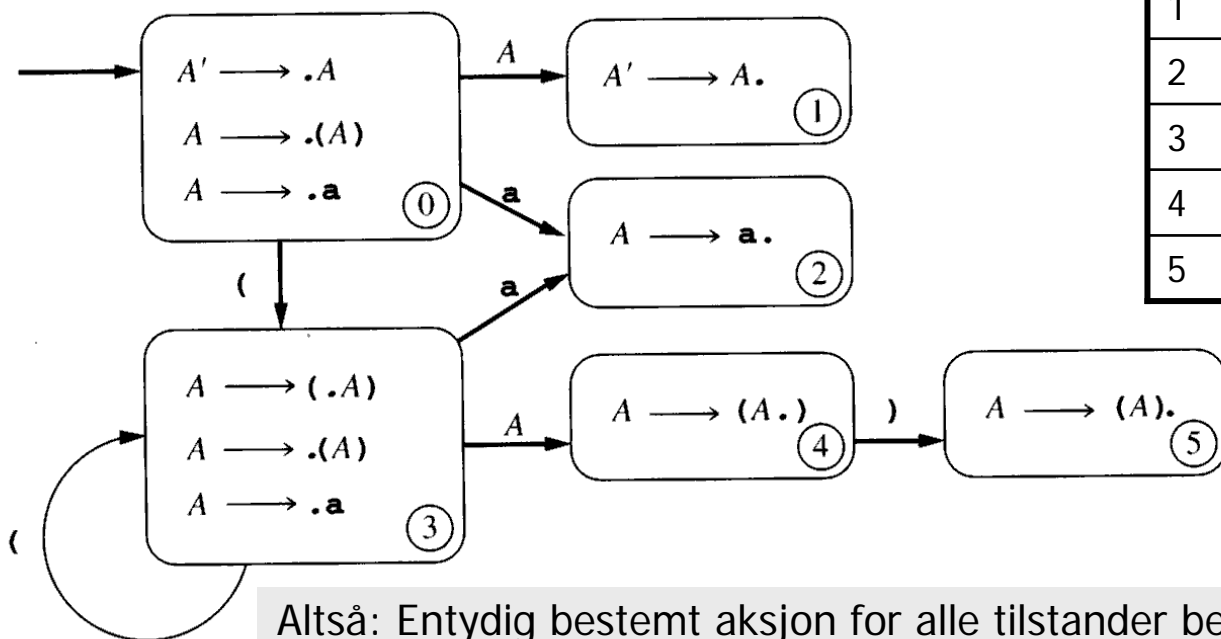 A' ⟶ .A
A ⟶ .(A)
A ⟶ .a
0
A
A' ⟶ A.
1
a
A ⟶ a.
2
(
a
A ⟶ (.A)
A ⟶ .(A)
A ⟶ .a
3
(
A
A ⟶ (A.)
4
)
A ⟶ (A).
5
1
2
3
4
5
Altså: Entydig bestemt aksjon for alle tilstander be